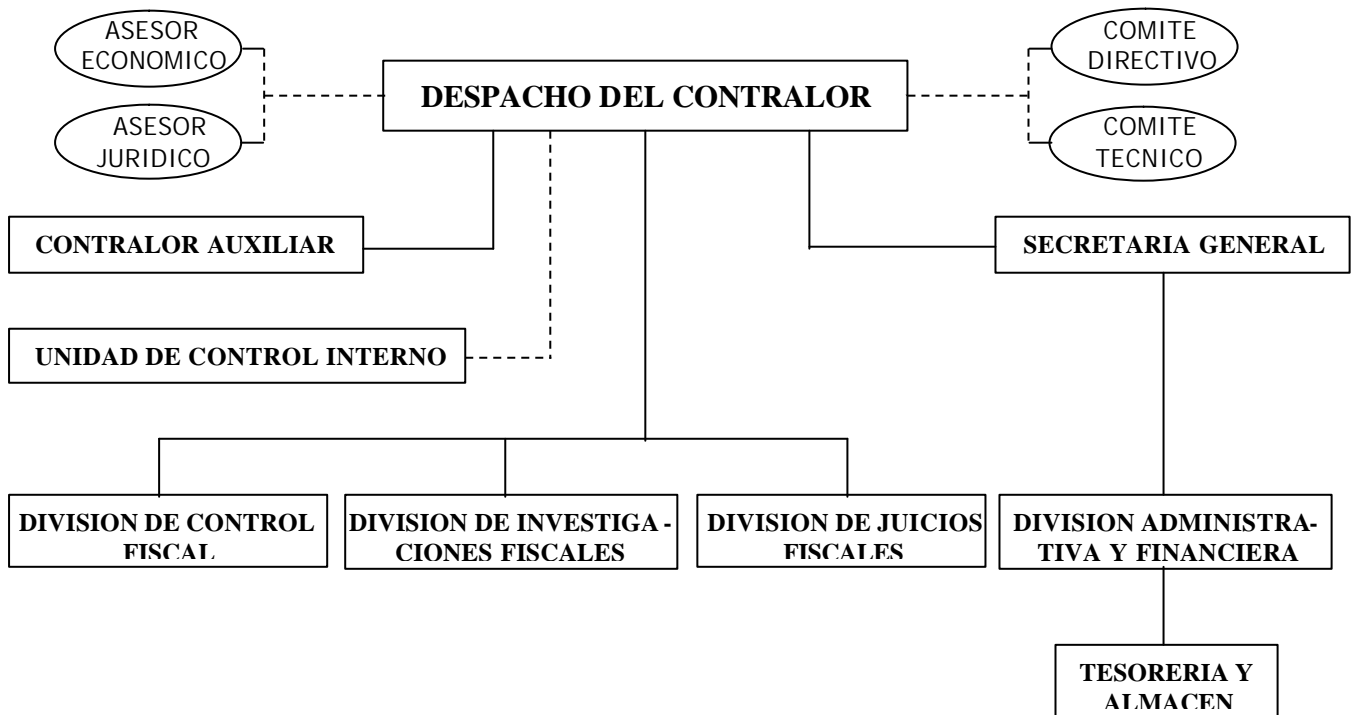 ASESOR
ECONOMICO
COMITE
DIRECTIVO
DESPACHO DEL CONTRALOR
ASESOR
JURIDICO
COMITE
TECNICO
CONTRALOR AUXILIAR
SECRETARIA GENERAL
UNIDAD DE CONTROL INTERNO
DIVISION DE CONTROL
FISCAL
DIVISION DE INVESTIGA -
CIONES FISCALES
DIVISION DE JUICIOS
FISCALES
DIVISION ADMINISTRA-
TIVA Y FINANCIERA
TESORERIA Y
ALMACEN